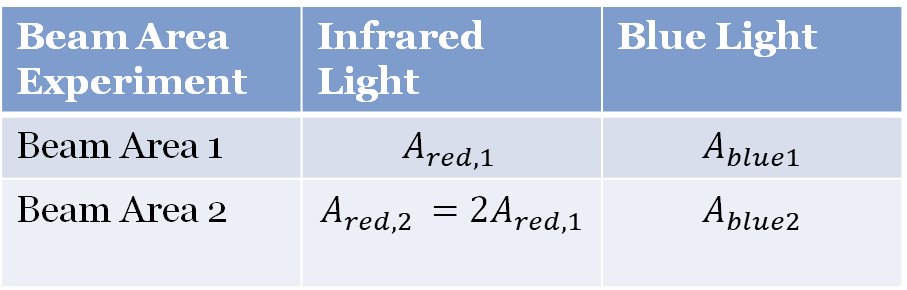 Beam Area Experiment Infrared Light Blue Light
Beam Area 1 A_{red,1} A_{blue1}
Beam Area 2 A_{red,2} = 2A_{red,1} A_{blue2}